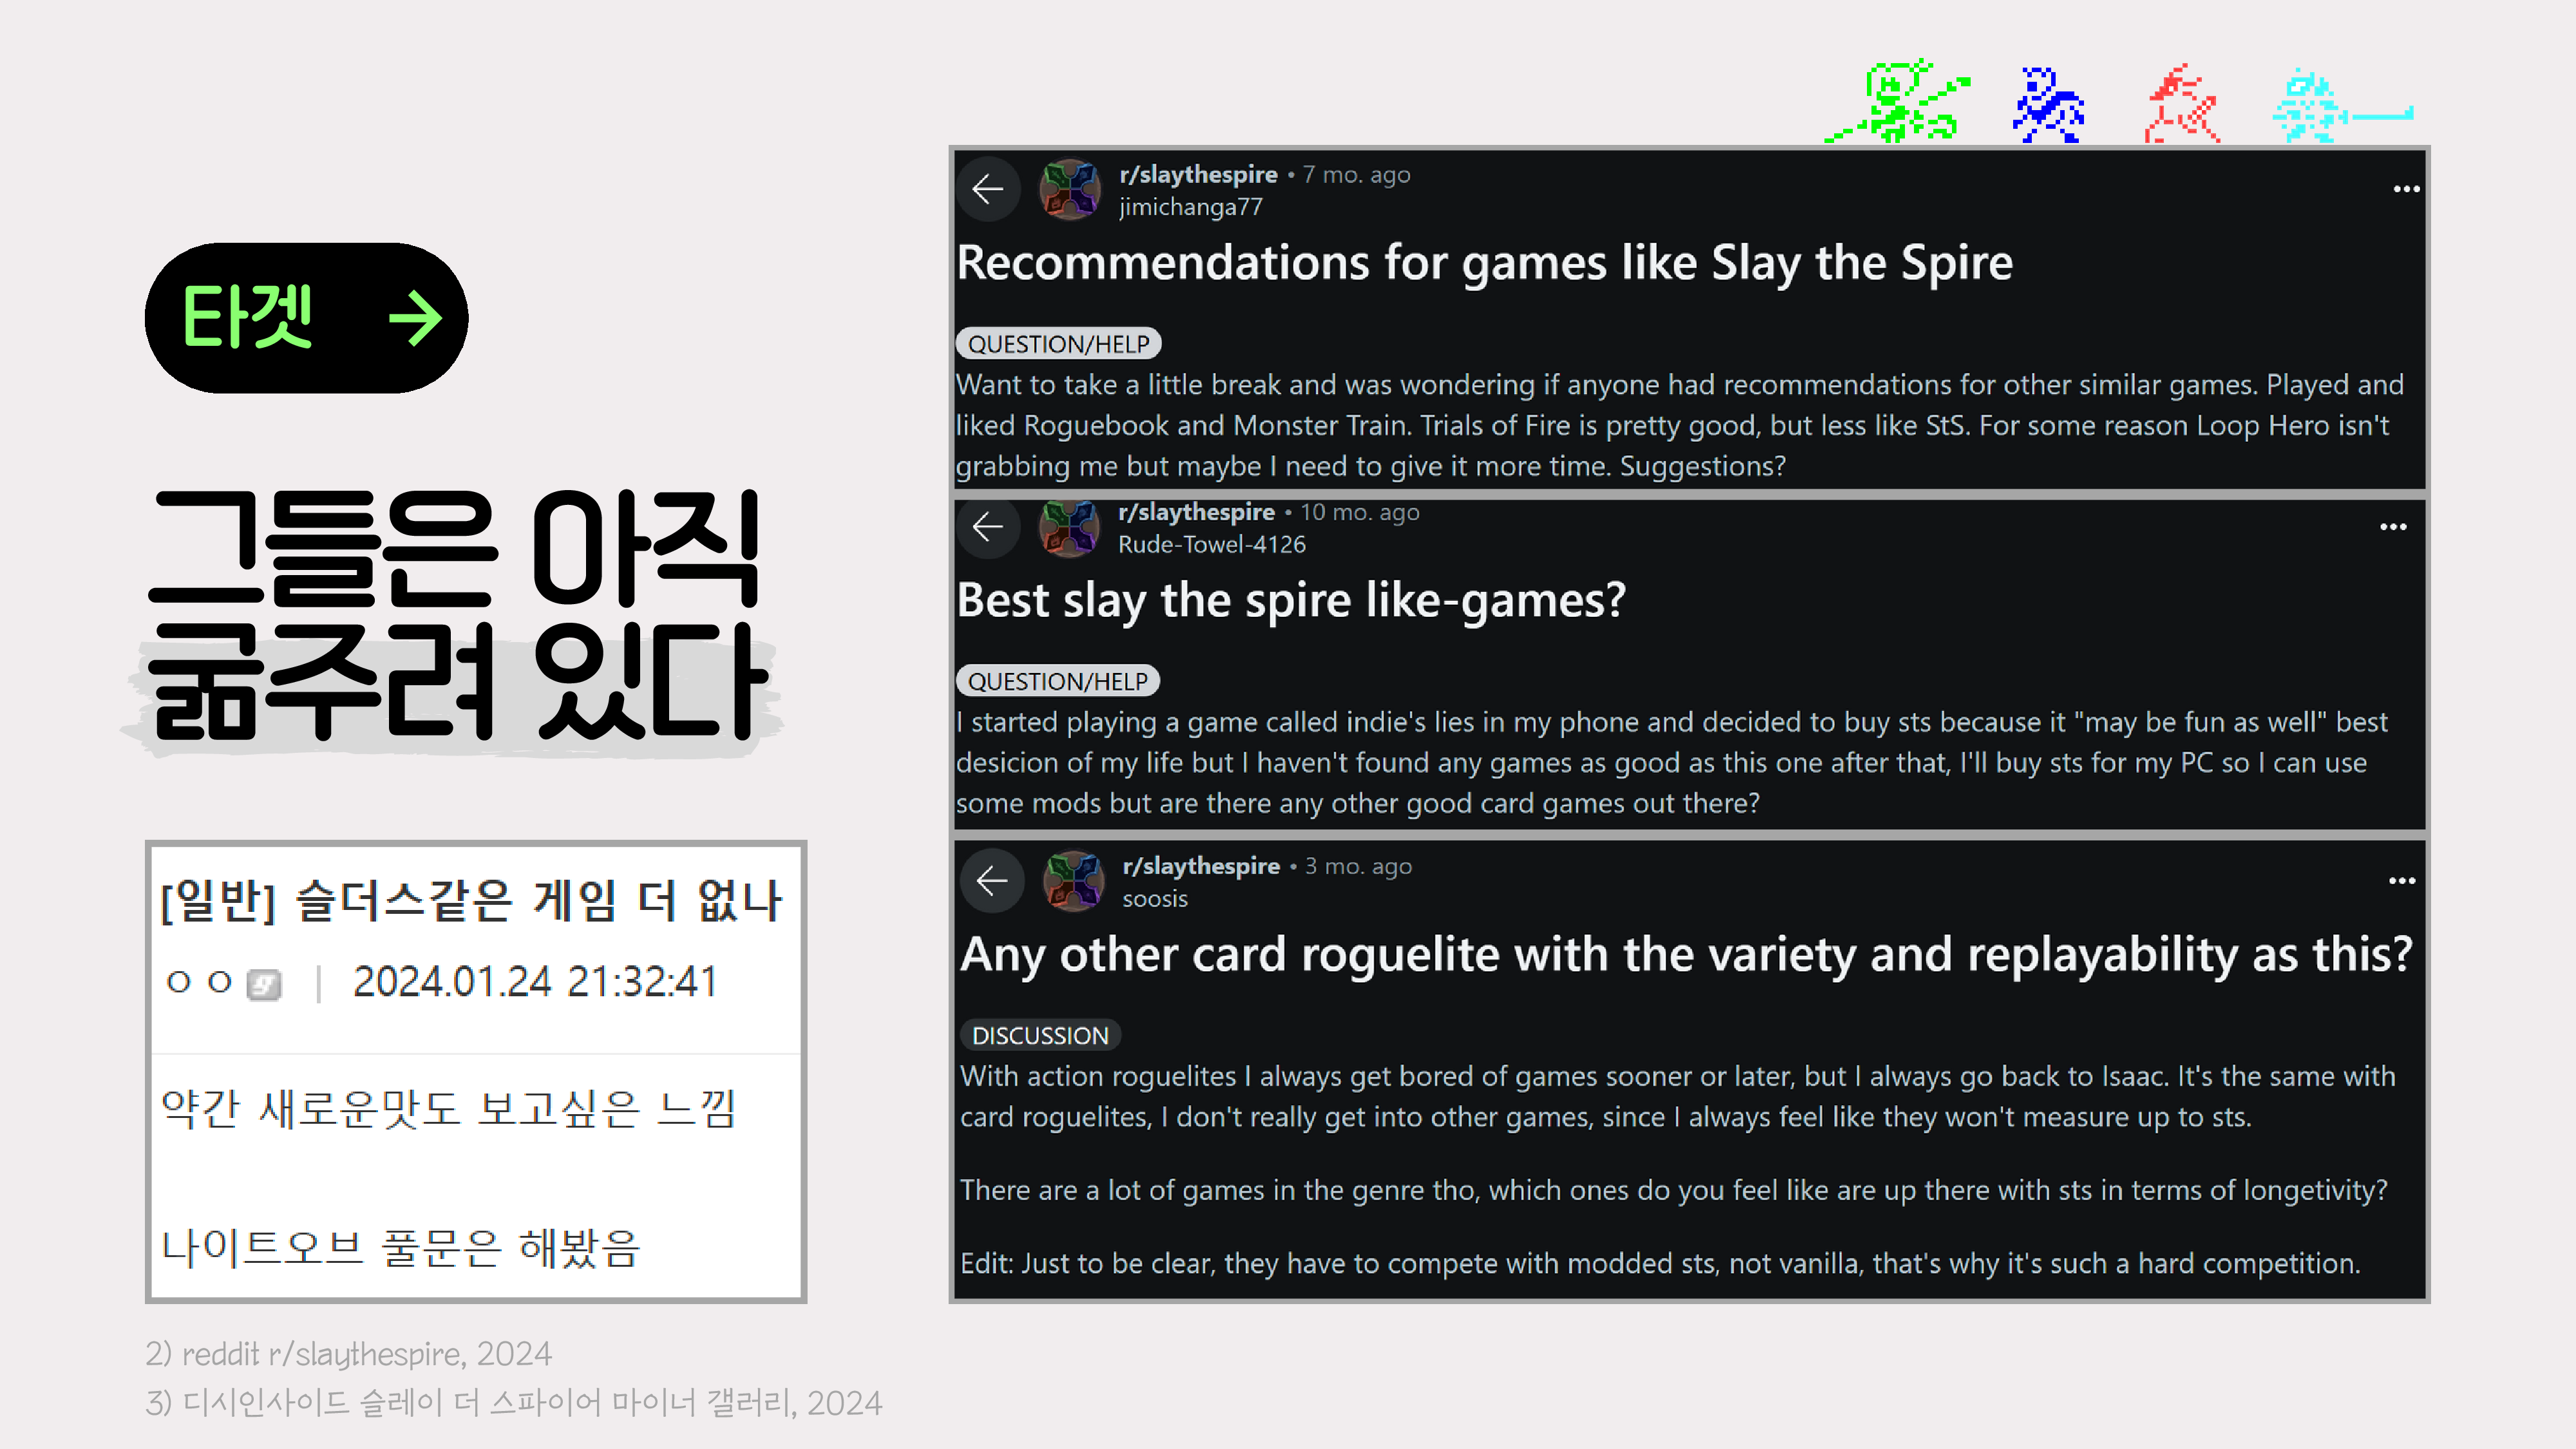 타겟 →
그들은 아직
굶주려 있다
[일반] 슬더스같은 게임 더 없나
ㅇㅇ | 2024.01.24 21:32:41
약간 새로운맛도 보고싶은 느낌
나이트오브 풀문은 해봤음
2) reddit r/slaythespire, 2024
3) 디시인사이드 슬레이 더 스파이어 마이너 갤러리, 2024
r/slaythespire • 7 mo. ago
jimichanga77
Recommendations for games like Slay the Spire
QUESTION/HELP
Want to take a little break and was wondering if anyone had recommendations for other similar games. Played and
liked Roguebook and Monster Train. Trials of Fire is pretty good, but less like StS. For some reason Loop Hero isn't
grabbing me but maybe I need to give it more time. Suggestions?
r/slaythespire • 10 mo. ago
Rude-Towel-4126
Best slay the spire like-games?
QUESTION/HELP
I started playing a game called indie's lies in my phone and decided to buy sts because it "may be fun as well" best
desicion of my life but I haven't found any games as good as this one after that, I'll buy sts for my PC so I can use
some mods but are there any other good card games out there?
r/slaythespire • 3 mo. ago
soosis
Any other card roguelite with the variety and replayability as this?
DISCUSSION
With action roguelites I always get bored of games sooner or later, but I always go back to Isaac. It's the same with
card roguelites, I don't really get into other games, since I always feel like they won't measure up to sts.
There are a lot of games in the genre tho, which ones do you feel like are up there with sts in terms of longetivity?
Edit: Just to be clear, they have to compete with modded sts, not vanilla, that's why it's such a hard competition.